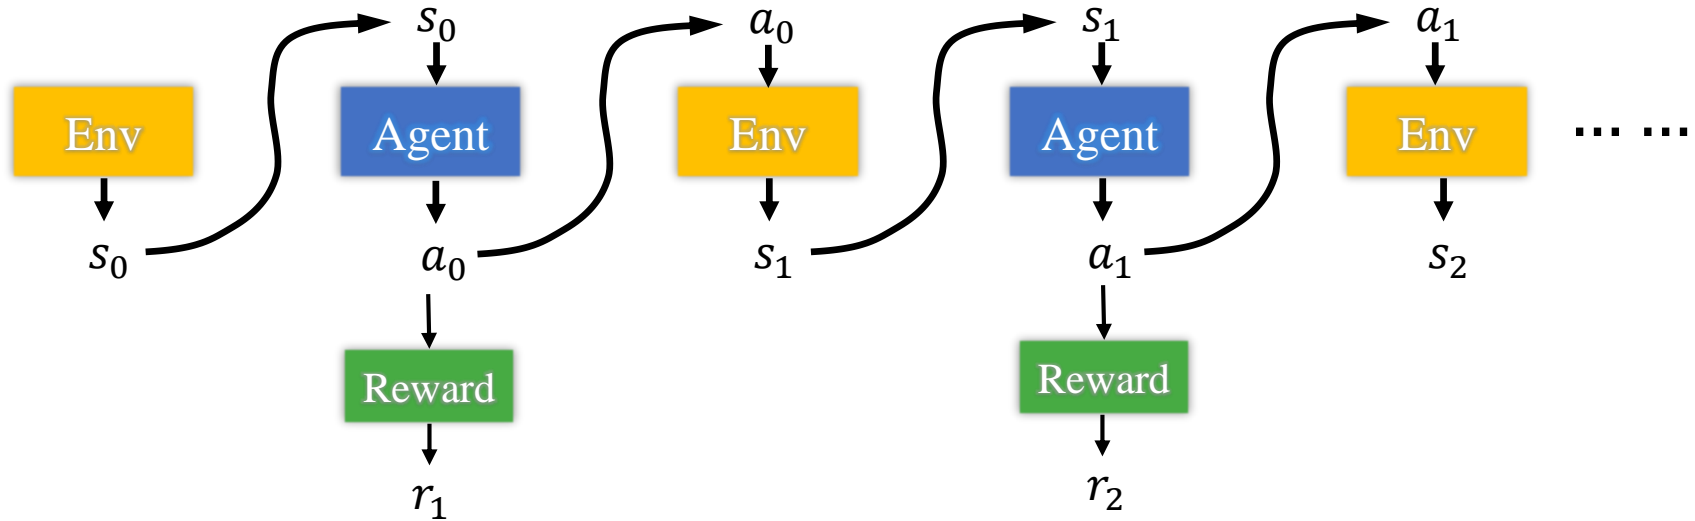 s₀ a₀ s₁ a₁
Env Agent Env Agent Env ... ...
s₀ a₀ s₁ a₁ s₂
Reward Reward
r₁ r₂